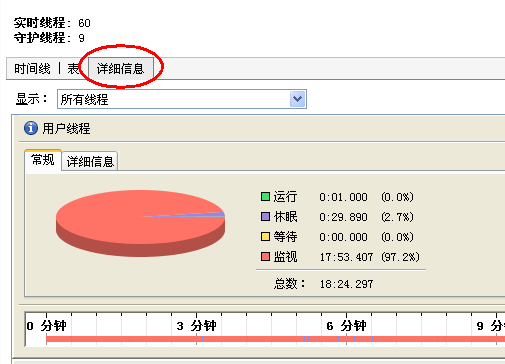 实时线程: 60
守护线程: 9
时间线 | 表 详细信息
显示: 所有线程
用户线程
常规 详细信息
运行 0:01.000 (0.0%)
休眠 0:29.890 (2.7%)
等待 0:00.000 (0.0%)
监视 17:53.407 (97.2%)
总数: 18:24.297
0 分钟 3 分钟 6 分钟 9 分